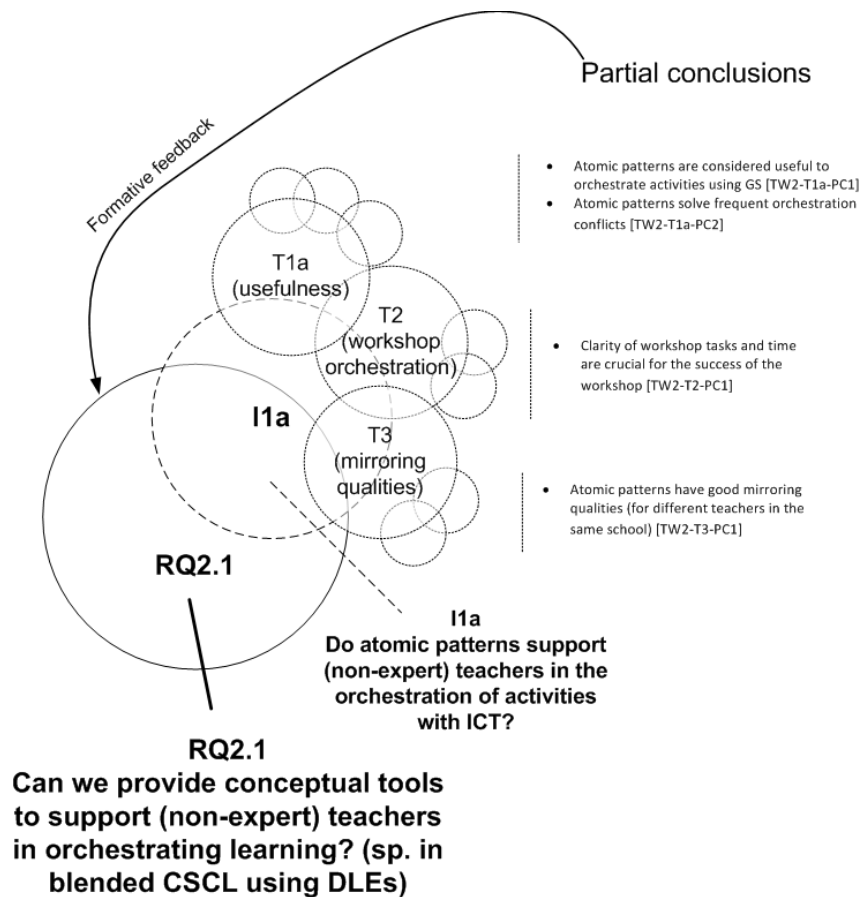 Partial conclusions
Formative feedback
• Atomic patterns are considered useful to
orchestrate activities using GS [TW2-T1a-PC1]
• Atomic patterns solve frequent orchestration
conflicts [TW2-T1a-PC2]
T1a
(usefulness)
T2
(workshop
orchestration)
• Clarity of workshop tasks and time
are crucial for the success of the
workshop [TW2-T2-PC1]
I1a
T3
(mirroring
qualities)
• Atomic patterns have good mirroring
qualities (for different teachers in the
same school) [TW2-T3-PC1]
RQ2.1
I1a
Do atomic patterns support
(non-expert) teachers in the
orchestration of activities
with ICT?
RQ2.1
Can we provide conceptual tools
to support (non-expert) teachers
in orchestrating learning? (sp. in
blended CSCL using DLEs)